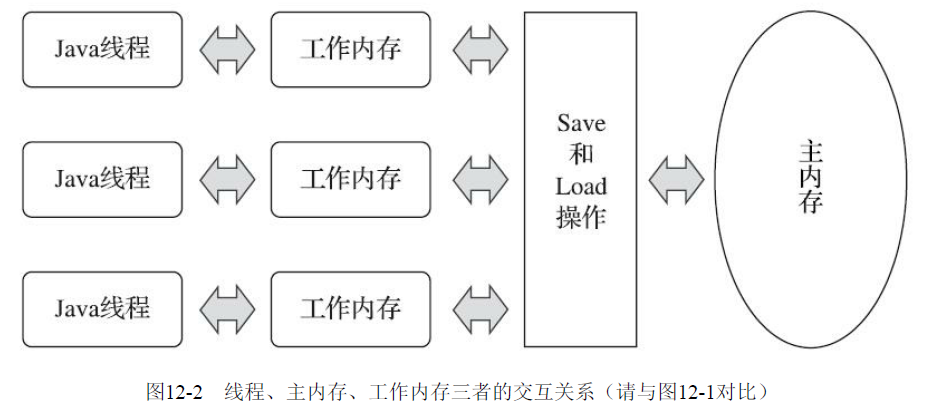 Java线程
工作内存
Java线程
工作内存
Java线程
工作内存
Save
和
Load
操作
主
内
存
图12-2 线程、主内存、工作内存三者的交互关系（请与图12-1对比）